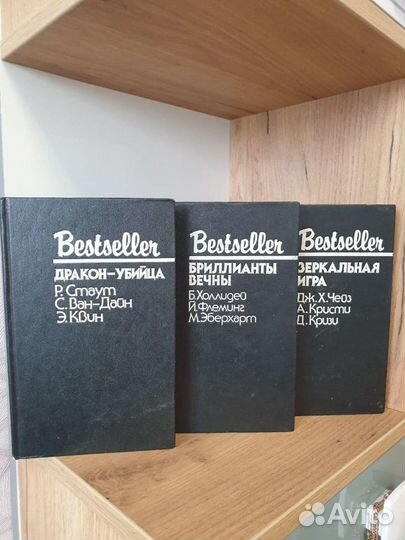 Bestseller
ДРАКОН-УБИЙЦА
Р. Стаут
С. Ван-Дайн
Э. Квин
Bestseller
БРИЛЛИАНТЫ
ВЕЧНЫ
Б. Холлидей
Й. Флеминг
М. Эберхарт
Bestseller
ЗЕРКАЛЬНАЯ
ИГРА
Дж. Х. Чейз
А. Кристи
Д. Кризи
Avito